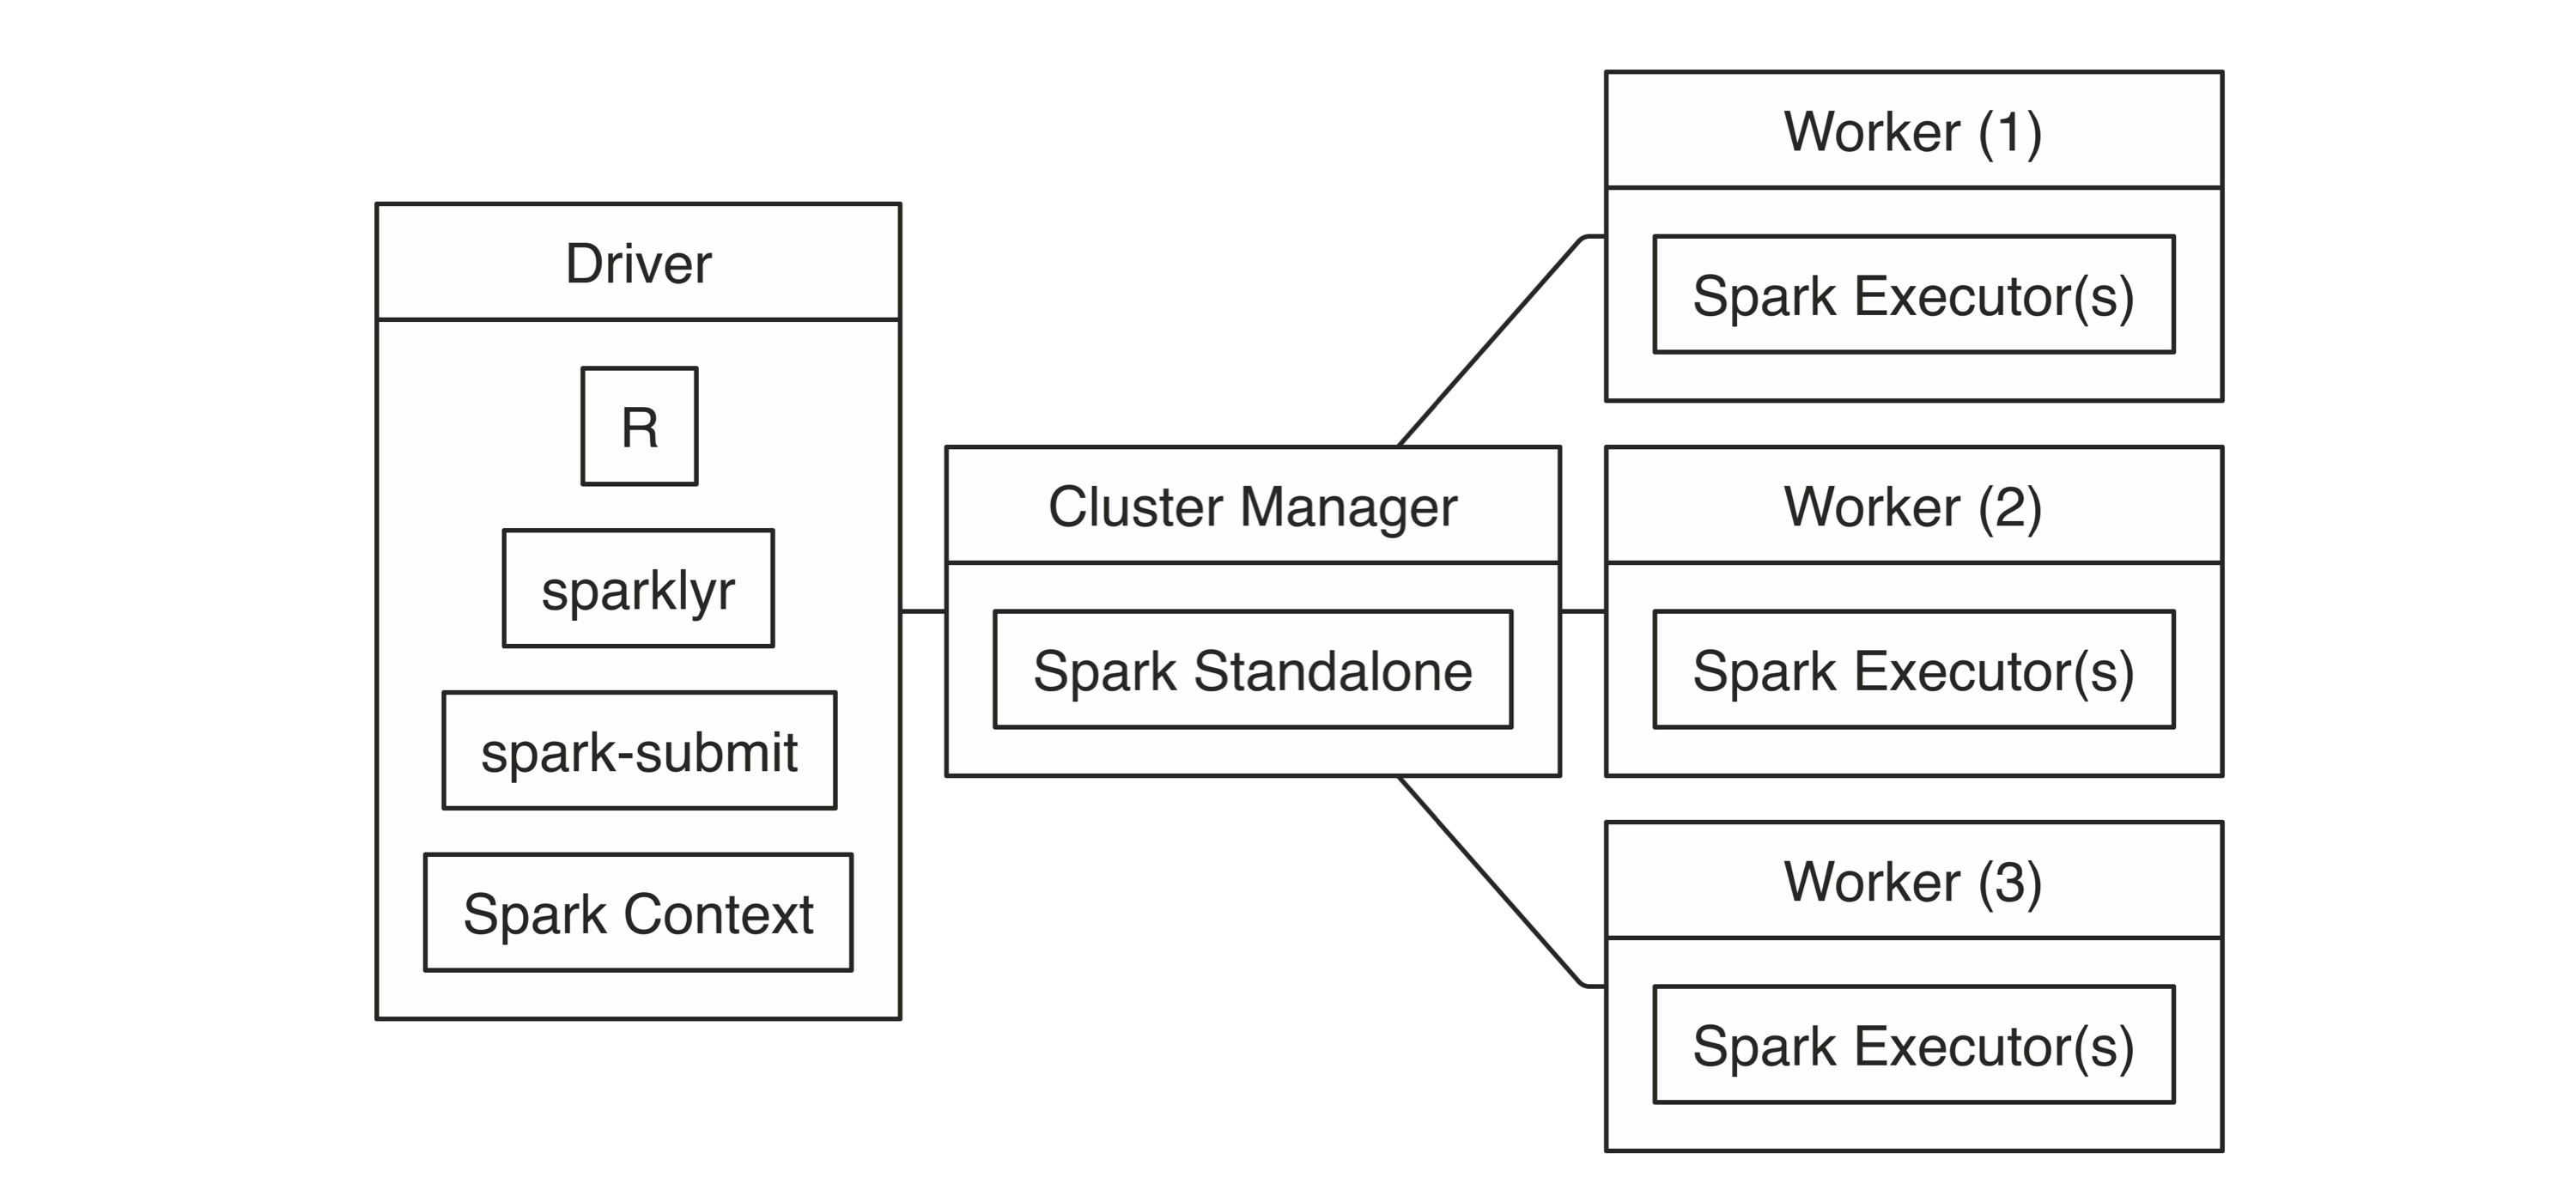 Driver
R
sparklyr
spark-submit
Spark Context
Cluster Manager
Spark Standalone
Worker (1)
Spark Executor(s)
Worker (2)
Spark Executor(s)
Worker (3)
Spark Executor(s)